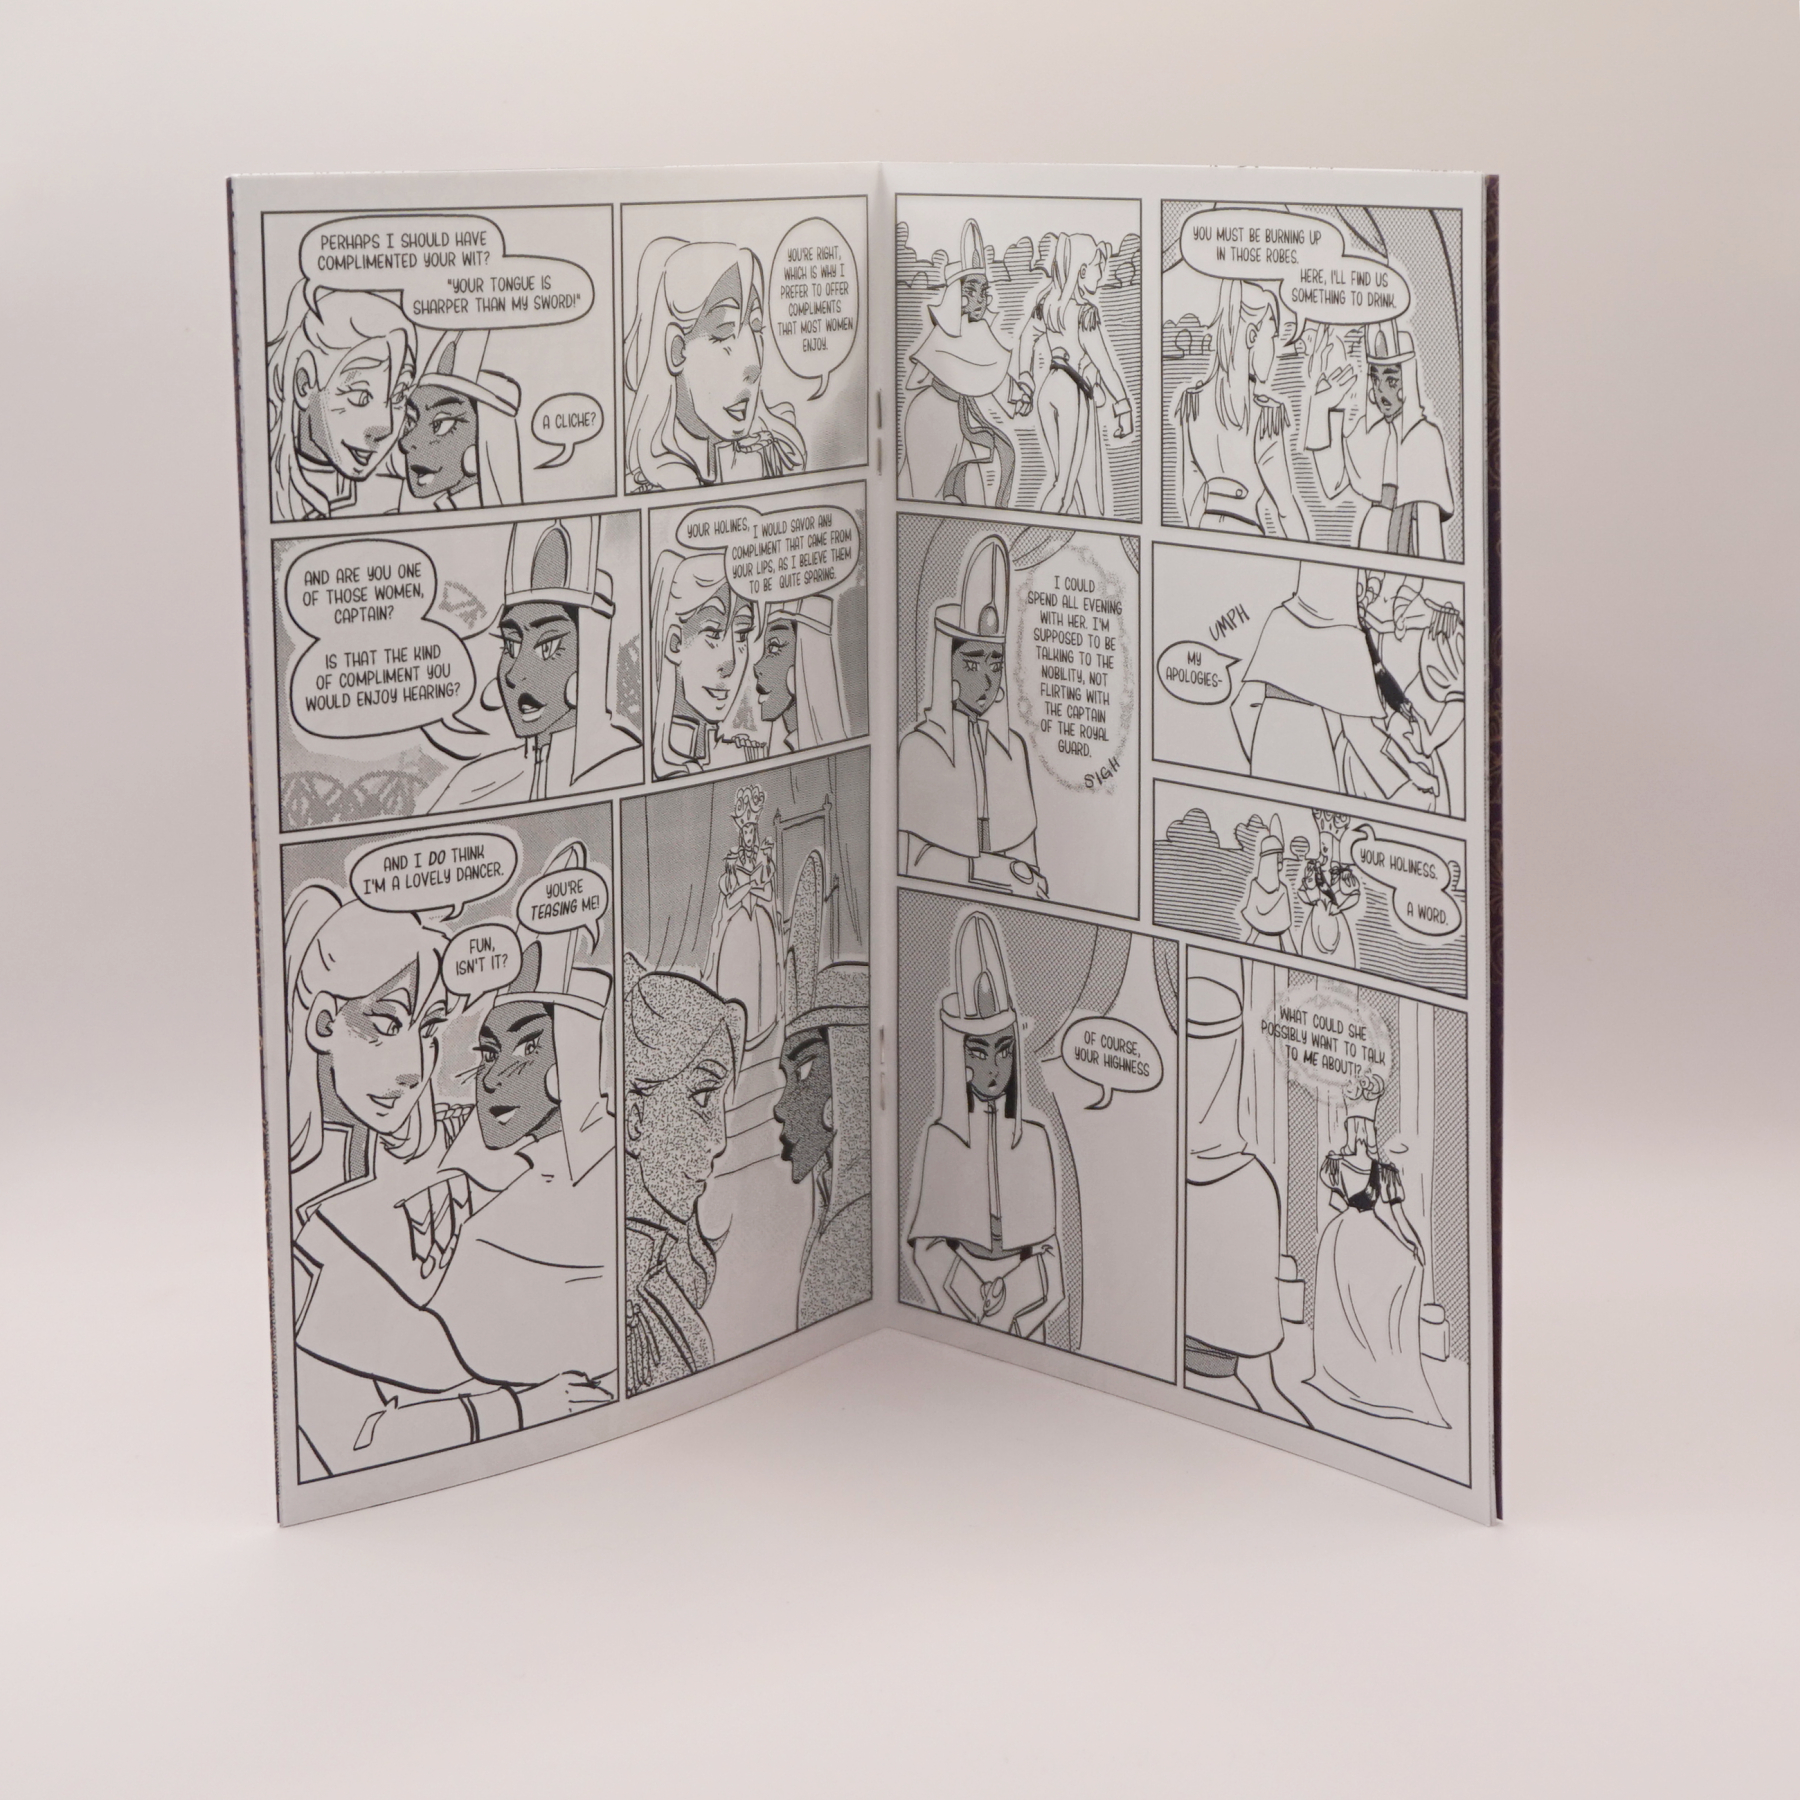 PERHAPS I SHOULD HAVE
COMPLIMENTED YOUR WIT?
"YOUR TONGUE IS
SHARPER THAN MY SWORD!"
A CLICHE?
YOU'RE RIGHT,
WHICH IS WHY I
PREFER TO OFFER
COMPLIMENTS
THAT MOST WOMEN
ENJOY.
AND ARE YOU ONE
OF THOSE WOMEN,
CAPTAIN?
IS THAT THE KIND
OF COMPLIMENT YOU
WOULD ENJOY HEARING?
YOUR HOLINES, I WOULD SAVOR ANY
COMPLIMENT THAT CAME FROM
YOUR LIPS, AS I BELIEVE THEM
TO BE QUITE SPARING.
AND I DO THINK
I'M A LOVELY DANCER.
YOU'RE
TEASING ME!
FUN,
ISN'T IT?
YOU MUST BE BURNING UP
IN THOSE ROBES.
HERE, I'LL FIND US
SOMETHING TO DRINK.
I COULD
SPEND ALL EVENING
WITH HER. I'M
SUPPOSED TO BE
TALKING TO THE
NOBILITY, NOT
FLIRTING WITH
THE CAPTAIN
OF THE ROYAL
GUARD.
SIGH
UMPH
MY
APOLOGIES-
YOUR HOLINESS.
A WORD.
OF COURSE,
YOUR HIGHNESS
WHAT COULD SHE
POSSIBLY WANT TO TALK
TO ME ABOUT!?